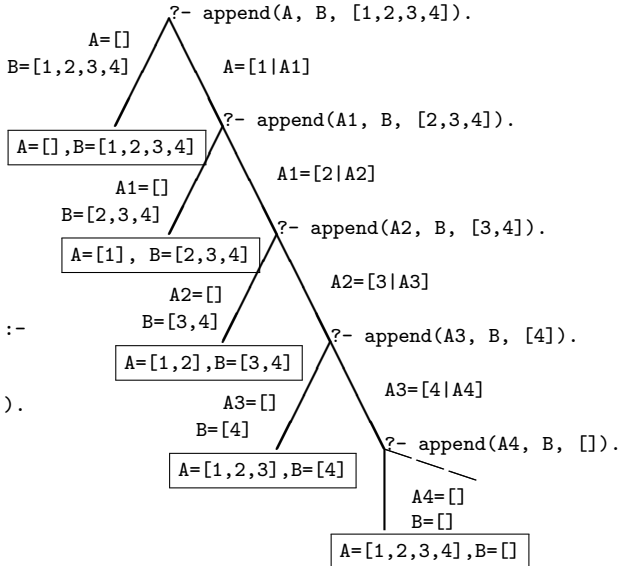 ?- append(A, B, [1,2,3,4]).
A=[]
B=[1,2,3,4]
A=[1|A1]
?- append(A1, B, [2,3,4]).
A=[],B=[1,2,3,4]
A1=[]
B=[2,3,4]
A1=[2|A2]
?- append(A2, B, [3,4]).
A=[1], B=[2,3,4]
A2=[]
B=[3,4]
A2=[3|A3]
:-
?- append(A3, B, [4]).
A=[1,2],B=[3,4]
A3=[]
B=[4]
A3=[4|A4]
).
?- append(A4, B, []).
A=[1,2,3],B=[4]
A4=[]
B=[]
A=[1,2,3,4],B=[]